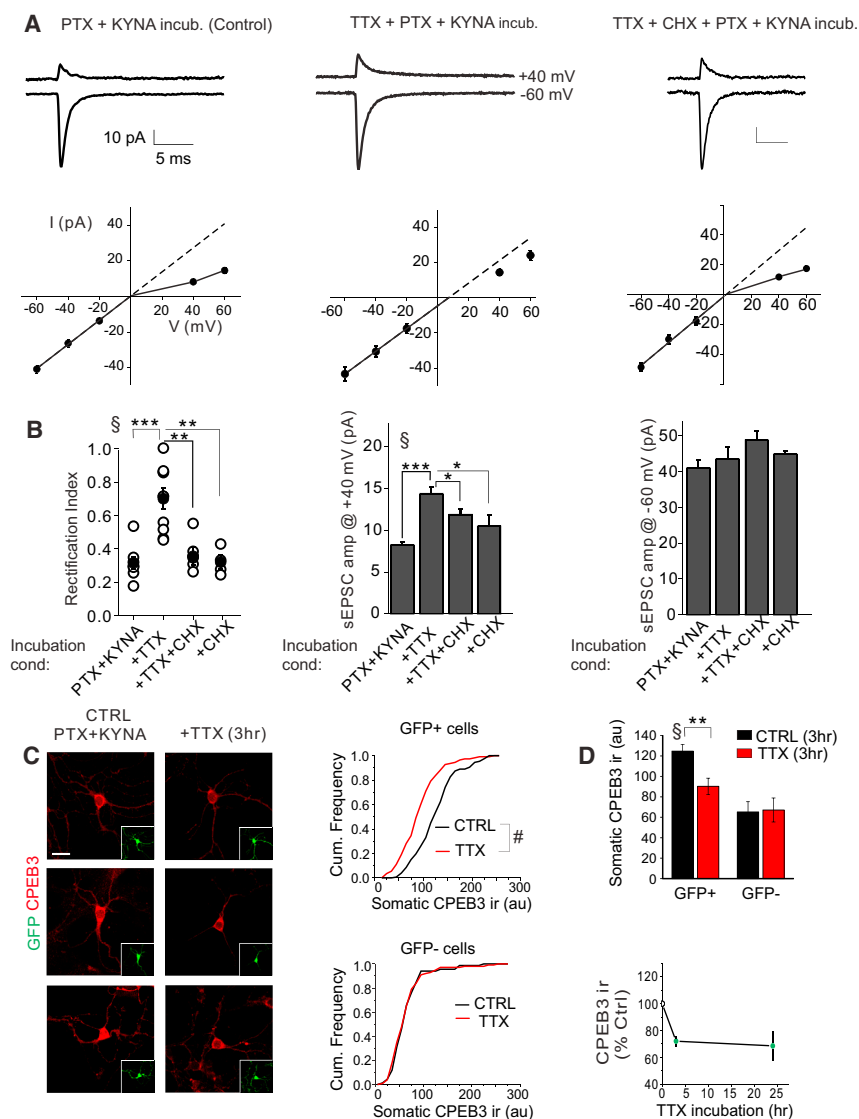 A
PTX + KYNA incub. (Control)
TTX + PTX + KYNA incub.
TTX + CHX + PTX + KYNA incub.
+40 mV
-60 mV
10 pA
5 ms
I (pA)
40
20
-60 -40 -20
20 40 60
V (mV)
-20
-40
40
20
-60 -40 -20
20 40 60
-20
-40
40
20
-60 -40 -20
20 40 60
-20
-40
B
§ *** **
**
Rectification Index
1.0
0.8
0.6
0.4
0.2
0.0
Incubation
cond:
PTX+KYNA
+TTX
+TTX+CHX
+CHX
§
*** *
*
sEPSC amp @ +40 mV (pA)
20
15
10
5
0
Incubation
cond:
PTX+KYNA
+TTX
+TTX+CHX
+CHX
sEPSC amp @ -60 mV (pA)
60
50
40
30
20
10
0
PTX+KYNA
+TTX
+TTX+CHX
+CHX
C
CTRL
PTX+KYNA
+TTX (3hr)
GFP CPEB3
GFP+ cells
Cum. Frequency
1.0
0.8
0.6
0.4
0.2
0.0
CTRL
TTX
#
0 100 200 300
Somatic CPEB3 ir (au)
GFP- cells
Cum. Frequency
1.0
0.8
0.6
0.4
0.2
0.0
CTRL
TTX
0 100 200 300
Somatic CPEB3 ir (au)
D
§ **
CTRL (3hr)
TTX (3hr)
Somatic CPEB3 ir (au)
140
120
100
80
60
40
20
0
GFP+ GFP-
CPEB3 ir
(% Ctrl)
120
100
80
60
40
0 5 10 15 20 25
TTX incubation (hr)